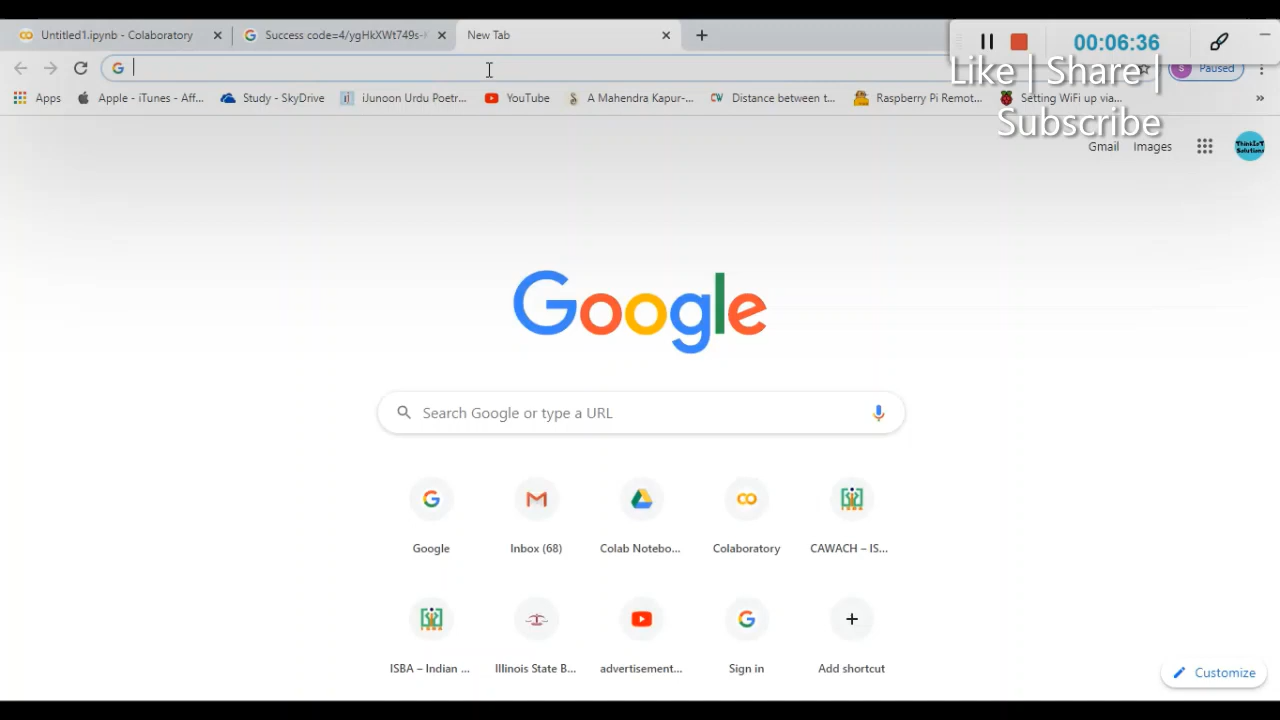 Untitled1.ipynb - Colaboratory
Success code=4/ygHkXWt749s-
New Tab
00:06:36
Like | Share |
Subscribe
Paused
Apps
Apple - iTunes - Aff...
Study - SkyDrive
iJunoon Urdu Poetr...
YouTube
A Mahendra Kapur-...
Distance between t...
Raspberry Pi Remot...
Setting WiFi up via...
Gmail
Images
ThinkIoT
Solutions
Google
Search Google or type a URL
Google
Inbox (68)
Colab Notebo...
Colaboratory
CAWACH – IS...
ISBA – Indian ...
Illinois State B...
advertisement...
Sign in
Add shortcut
Customize